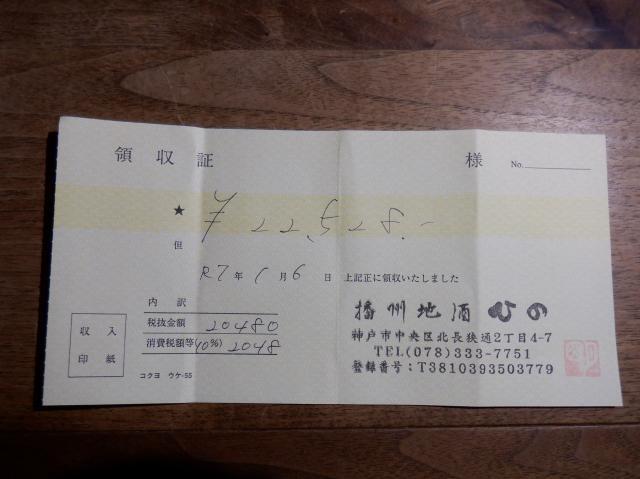 領収証 様 No.
★ ¥22,528.-
但
R7年1月6日 上記正に領収いたしました
内訳
税抜金額 20480
消費税額等(10%) 2048
収入
印紙
コクヨ ウケ-55
播州地酒 ひの
神戸市中央区北長狭通2丁目4-7
TEL(078)333-7751
登録番号:T3810393503779